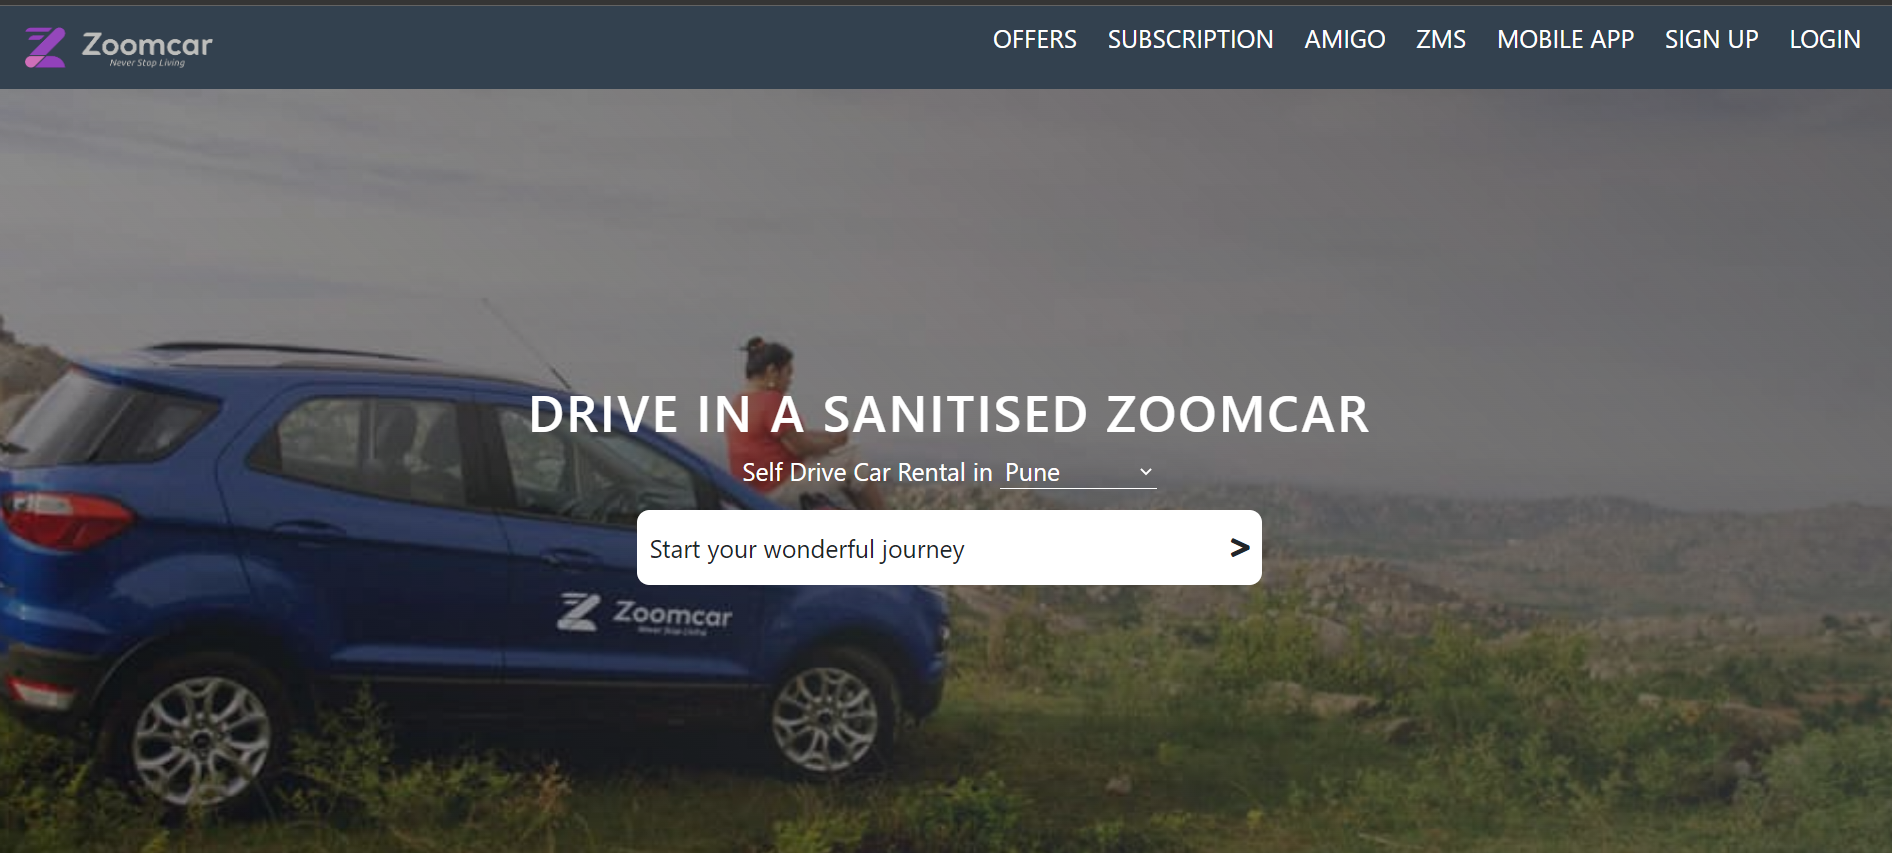 Zoomcar
Never Stop Living
OFFERS SUBSCRIPTION AMIGO ZMS MOBILE APP SIGN UP LOGIN
DRIVE IN A SANITISED ZOOMCAR
Self Drive Car Rental in Pune
Start your wonderful journey >
Zoomcar
Never Stop Living